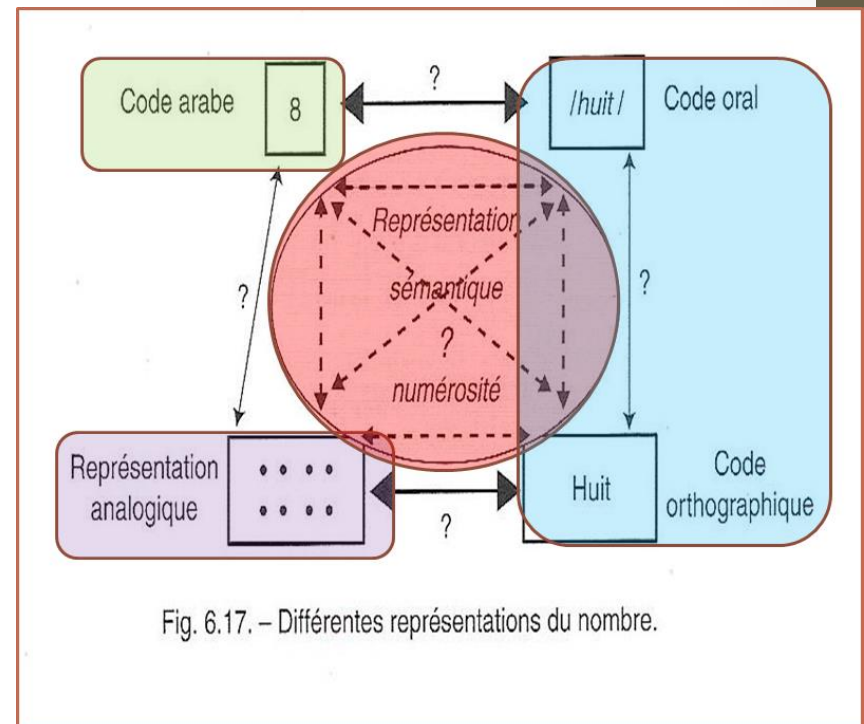 Code arabe
8
?
/huit/
Code oral
Représentation
sémantique
?
numérosité
?
?
Représentation
analogique
?
Huit
Code
orthographique
Fig. 6.17. – Différentes représentations du nombre.